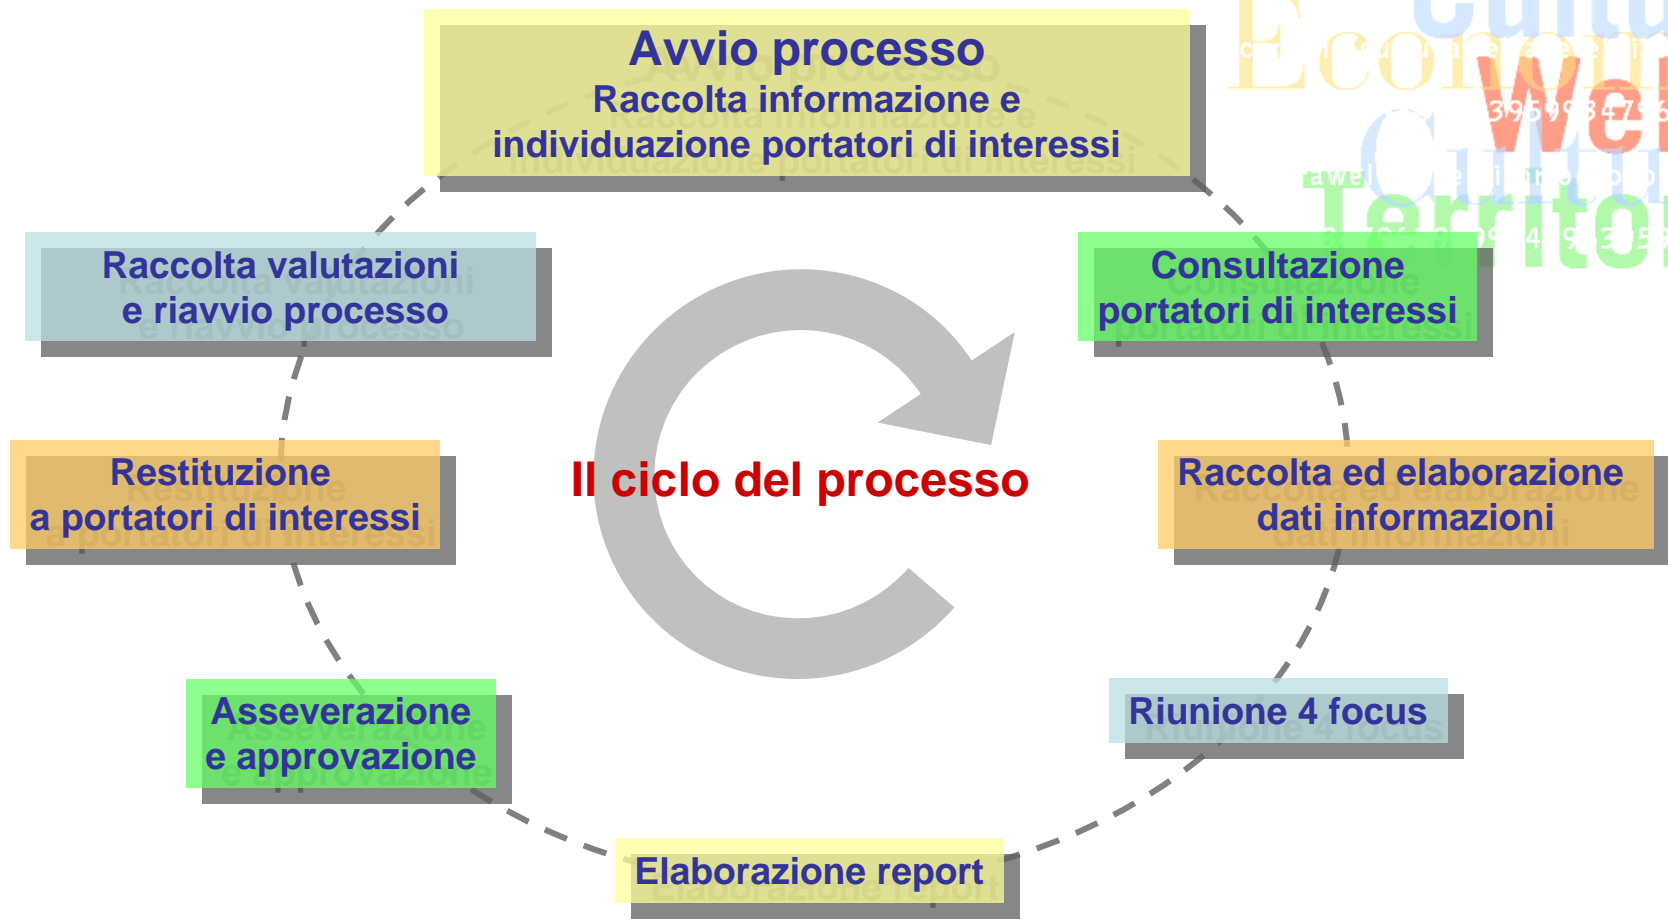 Avvio processo
Raccolta informazione e
individuazione portatori di interessi
Consultazione
portatori di interessi
Raccolta ed elaborazione
dati informazioni
Riunione 4 focus
Elaborazione report
Asseverazione
e approvazione
Restituzione
a portatori di interessi
Raccolta valutazioni
e riavvio processo
Il ciclo del processo